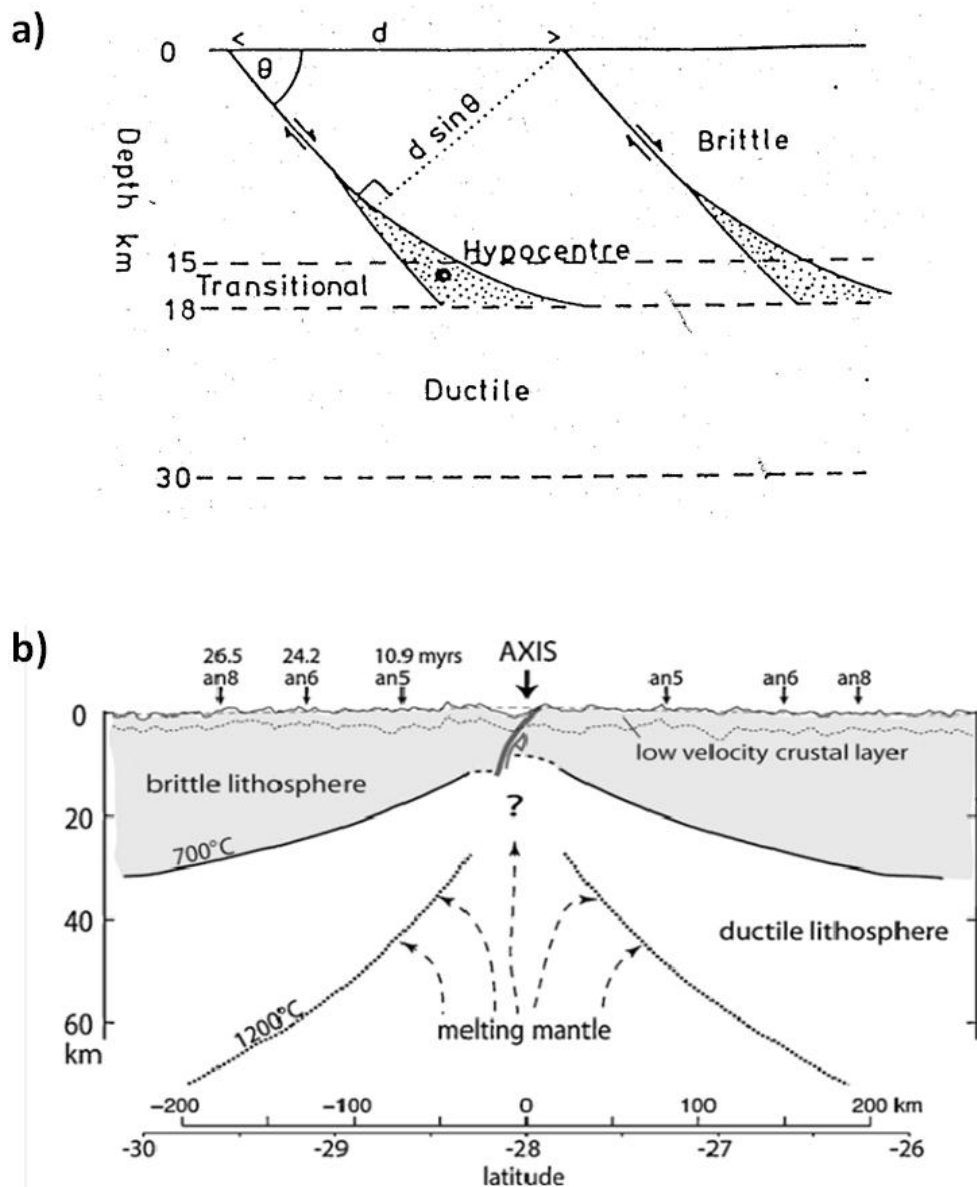 a)
< d >
0
θ
d sinθ
Brittle
Depth km
Hypocentre
15
Transitional
18
Ductile
30
b)
26.5 24.2 10.9 myrs AXIS
an8 an6 an5 an5 an6 an8
0
low velocity crustal layer
brittle lithosphere
?
20
700°C
40
ductile lithosphere
1200°C
60
melting mantle
km
-200 -100 0 100 200 km
-30 -29 -28 -27 -26
latitude